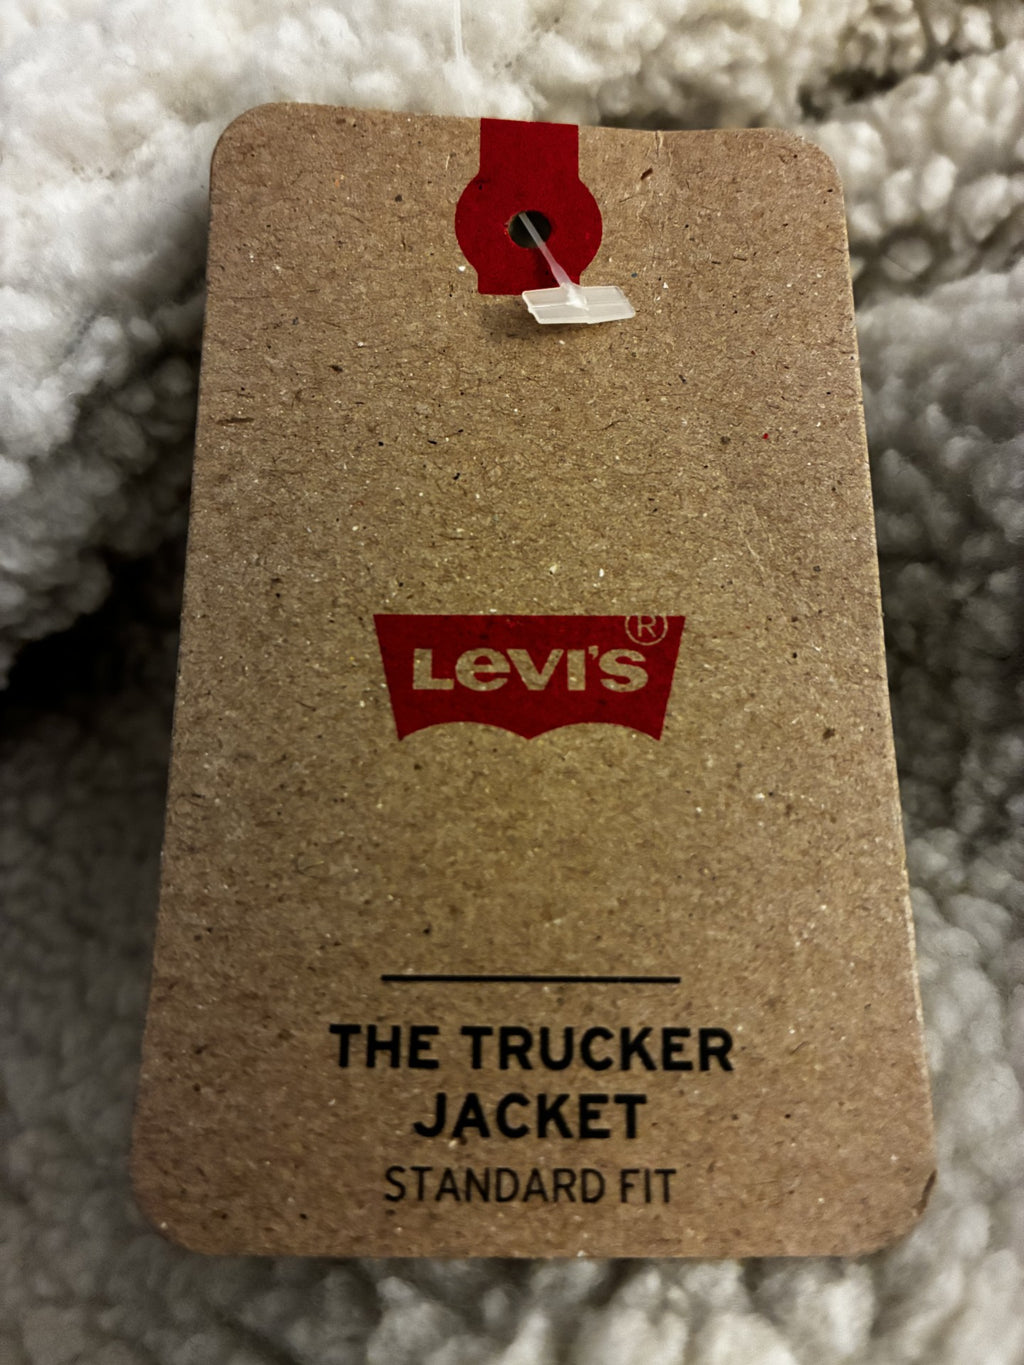 LEVI'S®
THE TRUCKER
JACKET
STANDARD FIT